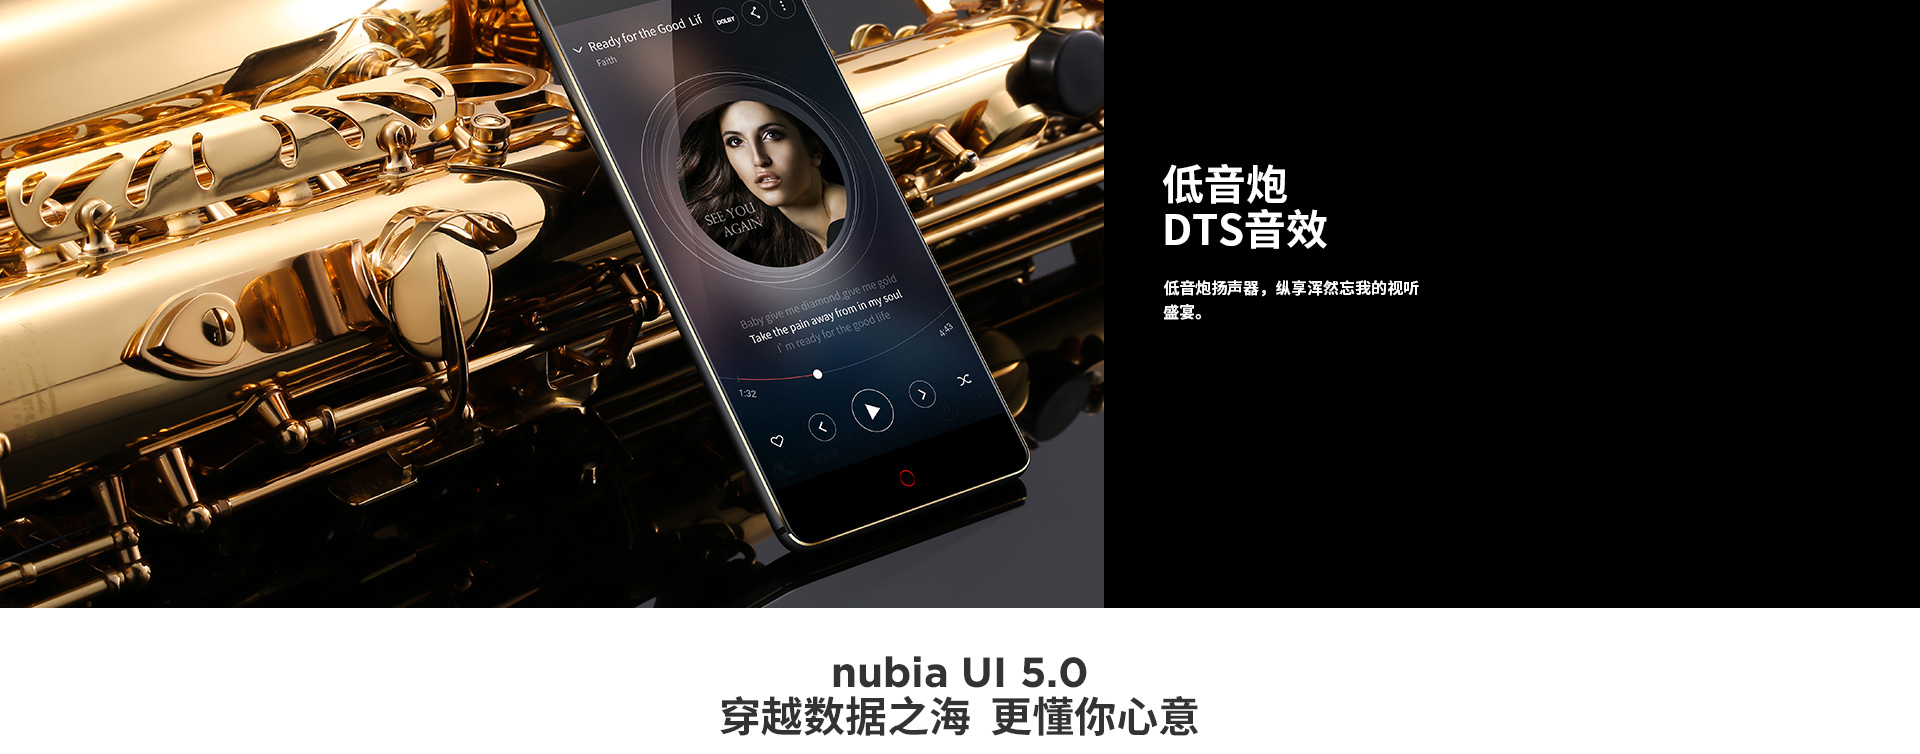 Ready for the Good Lif
DOLBY
Faith
SEE YOU
AGAIN
Baby give me diamond,give me gold
Take the pain away from in my soul
I' m ready for the good life
1:32
4:43
低音炮
DTS音效
低音炮扬声器，纵享浑然忘我的视听
盛宴。
nubia UI 5.0
穿越数据之海 更懂你心意